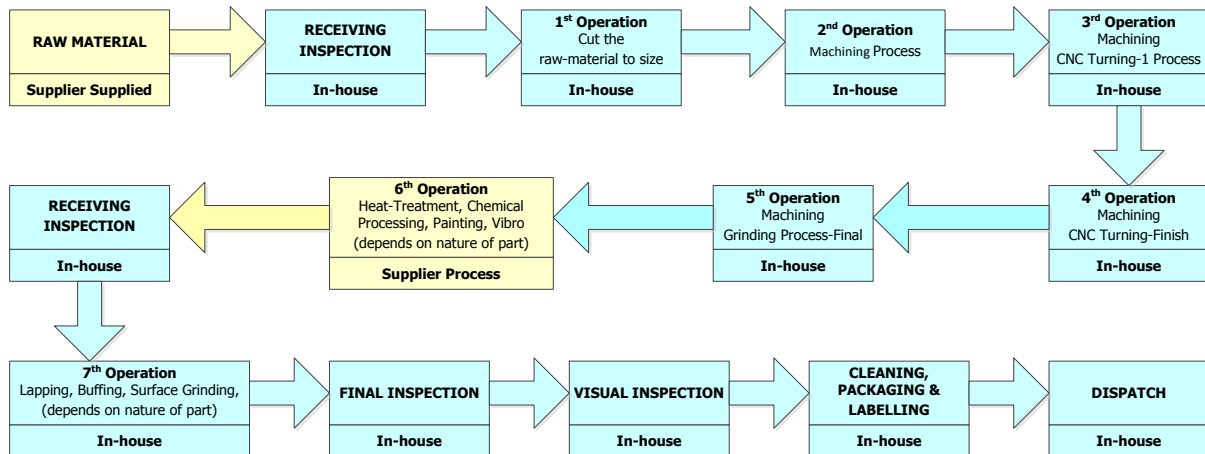 RAW MATERIAL
Supplier Supplied
RECEIVING
INSPECTION
In-house
1st Operation
Cut the
raw-material to size
In-house
2nd Operation
Machining Process
In-house
3rd Operation
Machining
CNC Turning-1 Process
In-house
4th Operation
Machining
CNC Turning-Finish
In-house
5th Operation
Machining
Grinding Process-Final
In-house
6th Operation
Heat-Treatment, Chemical
Processing, Painting, Vibro
(depends on nature of part)
Supplier Process
RECEIVING
INSPECTION
In-house
7th Operation
Lapping, Buffing, Surface Grinding,
(depends on nature of part)
In-house
FINAL INSPECTION
In-house
VISUAL INSPECTION
In-house
CLEANING,
PACKAGING &
LABELLING
In-house
DISPATCH
In-house